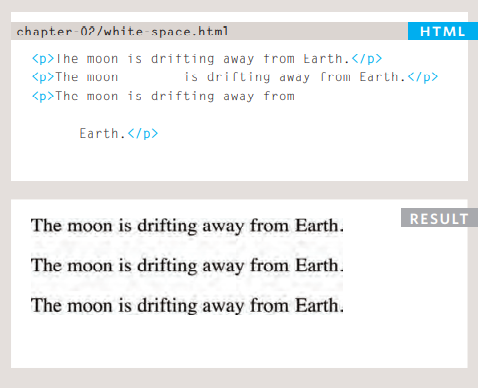 chapter-02/white-space.html
HTML
<p>The moon is drifting away from Earth.</p>
<p>The moon         is drifting away from Earth.</p>
<p>The moon is drifting away from

      Earth.</p>
RESULT
The moon is drifting away from Earth.
The moon is drifting away from Earth.
The moon is drifting away from Earth.